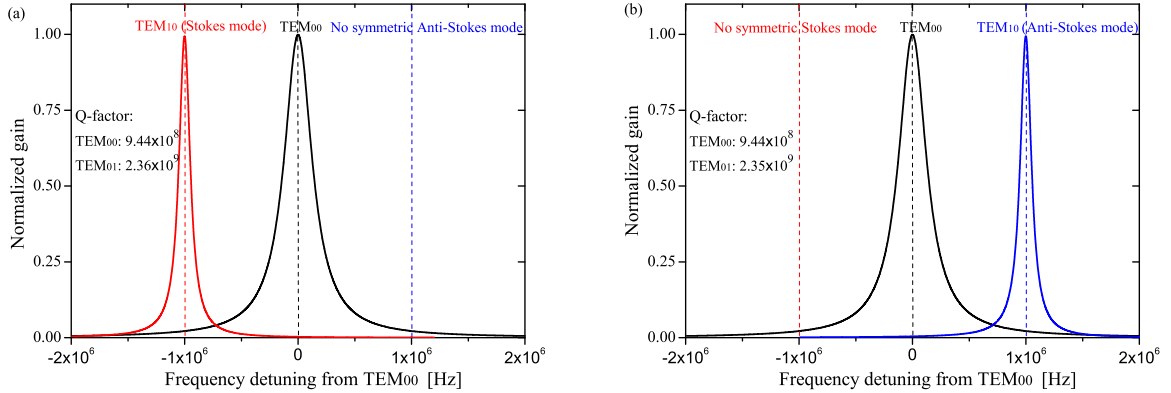 (a)
TEM10 (Stokes mode)
TEM00
No symmetric Anti-Stokes mode
1.00
0.75
0.50
0.25
0.00
Normalized gain
Q-factor:
TEM00: 9.44x10^8
TEM01: 2.36x10^9
-2x10^6
-1x10^6
0
1x10^6
2x10^6
Frequency detuning from TEM00 [Hz]
(b)
No symmetric Stokes mode
TEM00
TEM10 (Anti-Stokes mode)
1.00
0.75
0.50
0.25
0.00
Normalized gain
Q-factor:
TEM00: 9.44x10^8
TEM01: 2.35x10^9
-2x10^6
-1x10^6
0
1x10^6
2x10^6
Frequency detuning from TEM00 [Hz]